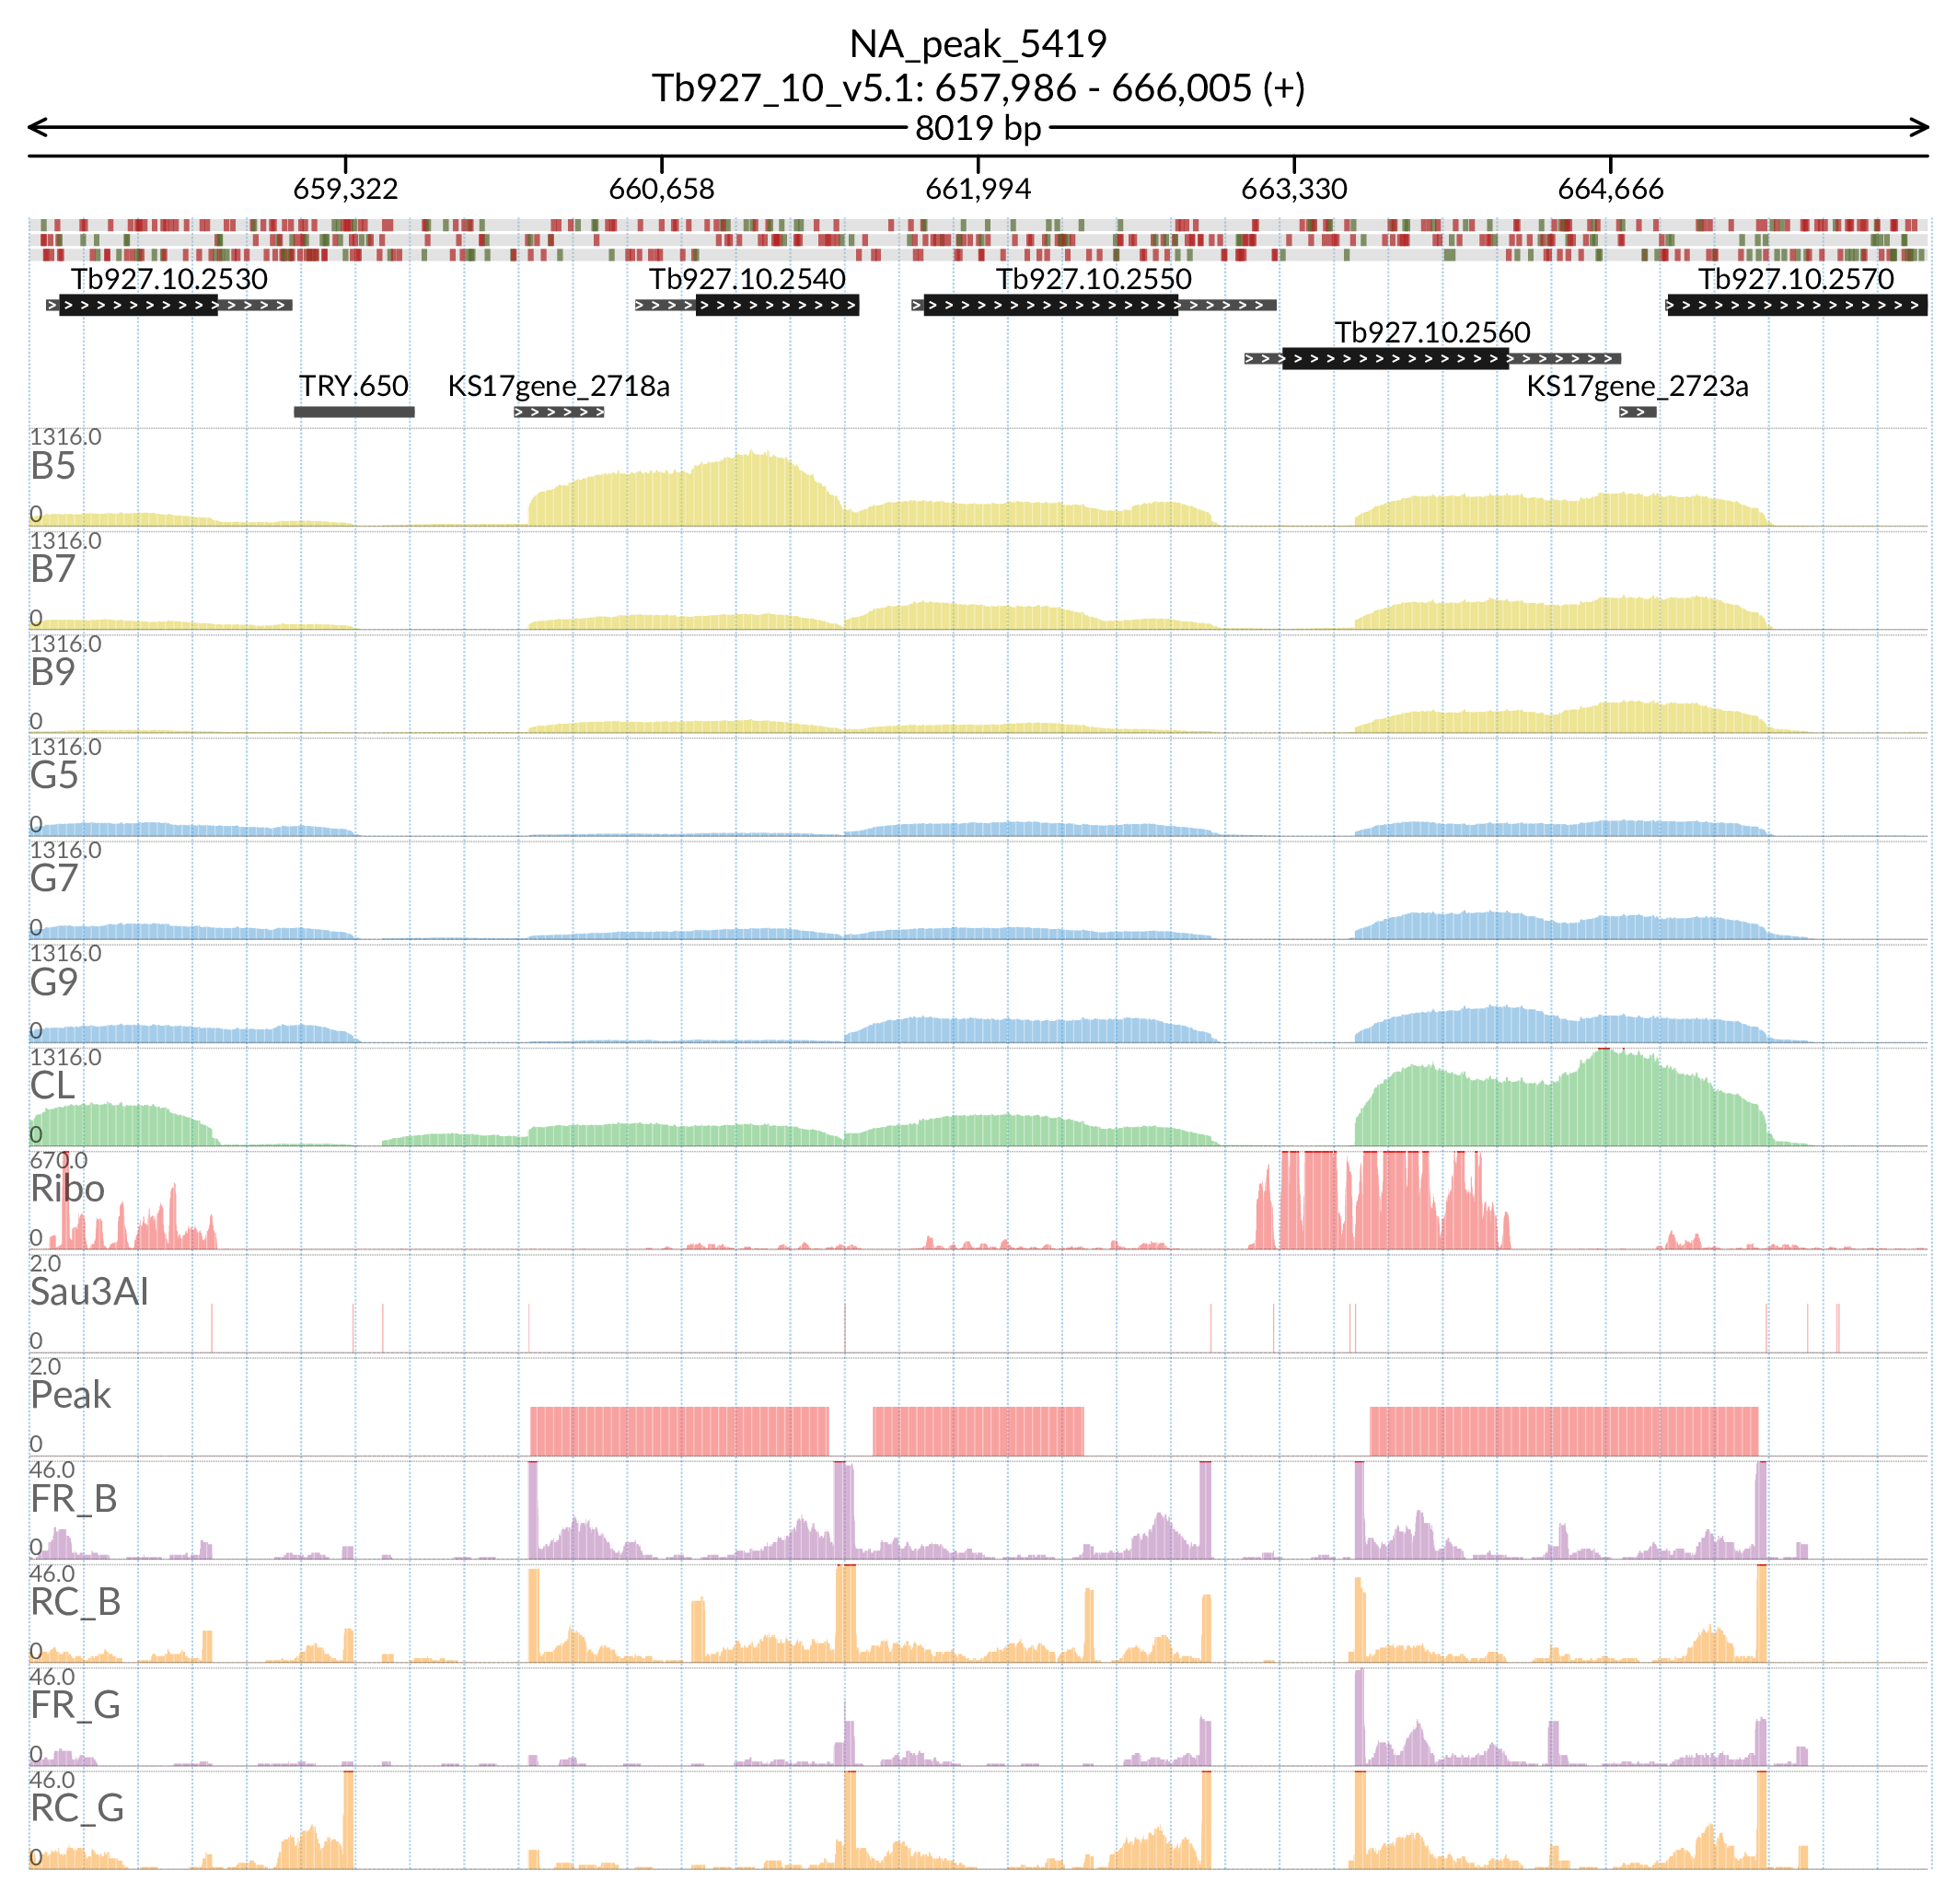 NA_peak_5419
Tb927_10_v5.1: 657,986 - 666,005 (+)
8019 bp
659,322 660,658 661,994 663,330 664,666
Tb927.10.2530 Tb927.10.2540 Tb927.10.2550 Tb927.10.2570
Tb927.10.2560
TRY.650 KS17gene_2718a KS17gene_2723a
1316.0
B5
0
1316.0
B7
0
1316.0
B9
0
1316.0
G5
0
1316.0
G7
0
1316.0
G9
0
1316.0
CL
0
670.0
Ribo
0
2.0
Sau3AI
0
2.0
Peak
0
46.0
FR_B
0
46.0
RC_B
0
46.0
FR_G
0
46.0
RC_G
0